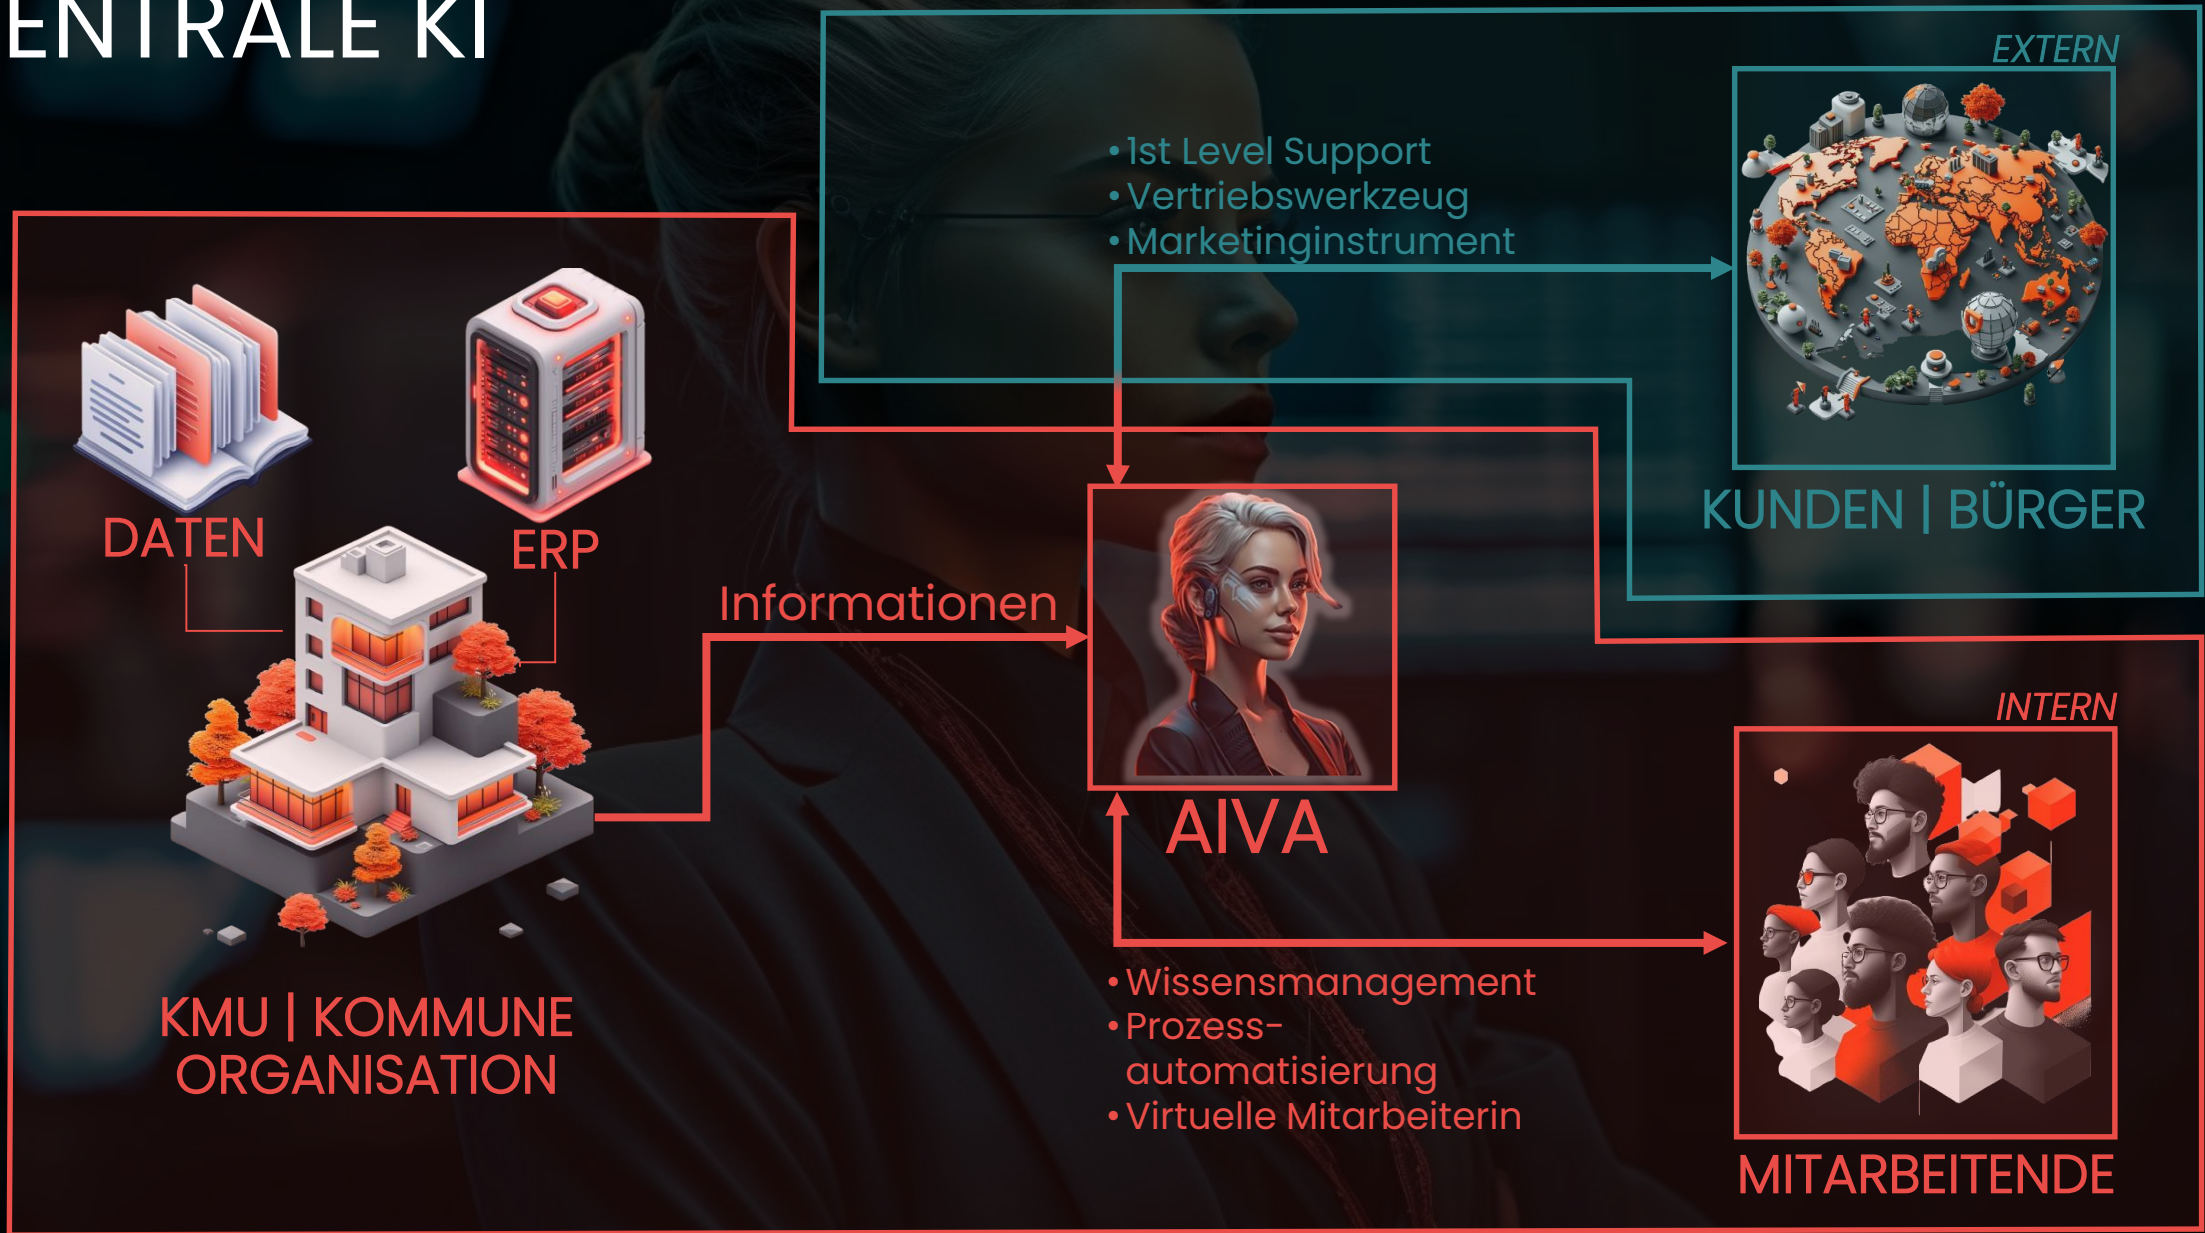 ENTRALE KI
EXTERN
• 1st Level Support
• Vertriebswerkzeug
• Marketinginstrument
KUNDEN | BÜRGER
DATEN
ERP
Informationen
AIVA
KMU | KOMMUNE
ORGANISATION
INTERN
• Wissensmanagement
• Prozess-
automatisierung
• Virtuelle Mitarbeiterin
MITARBEITENDE